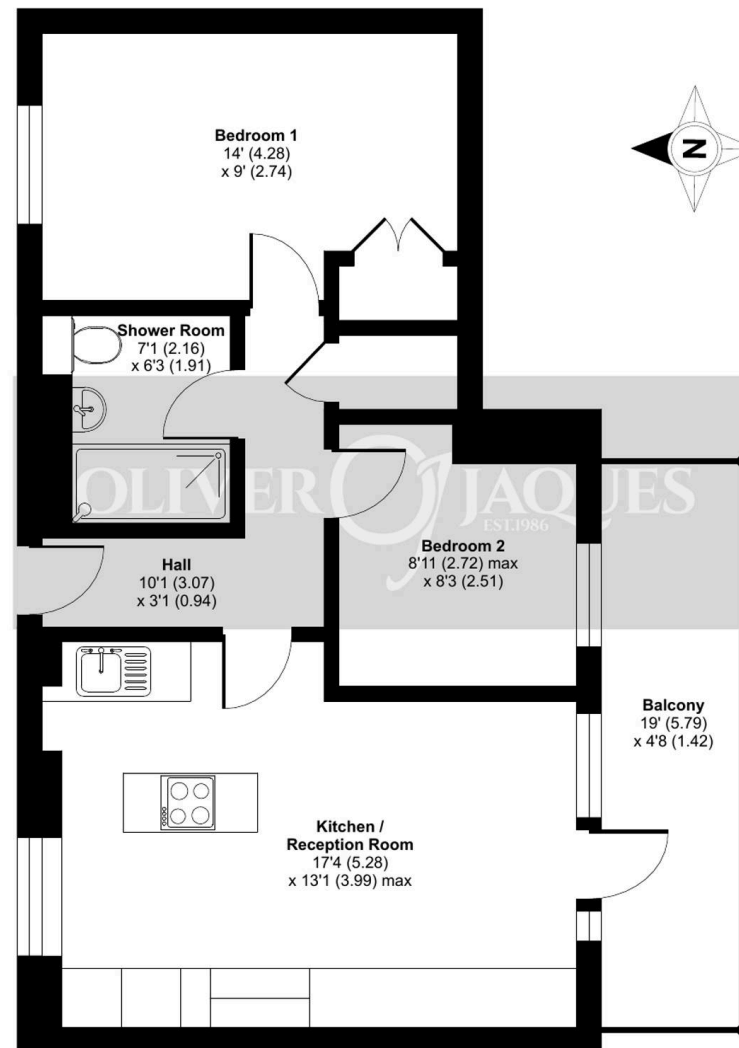 Bedroom 1
14' (4.28)
x 9' (2.74)
N
Shower Room
7'1 (2.16)
x 6'3 (1.91)
OLIVER J JAQUES
EST.1986
Hall
10'1 (3.07)
x 3'1 (0.94)
Bedroom 2
8'11 (2.72) max
x 8'3 (2.51)
Balcony
19' (5.79)
x 4'8 (1.42)
Kitchen /
Reception Room
17'4 (5.28)
x 13'1 (3.99) max